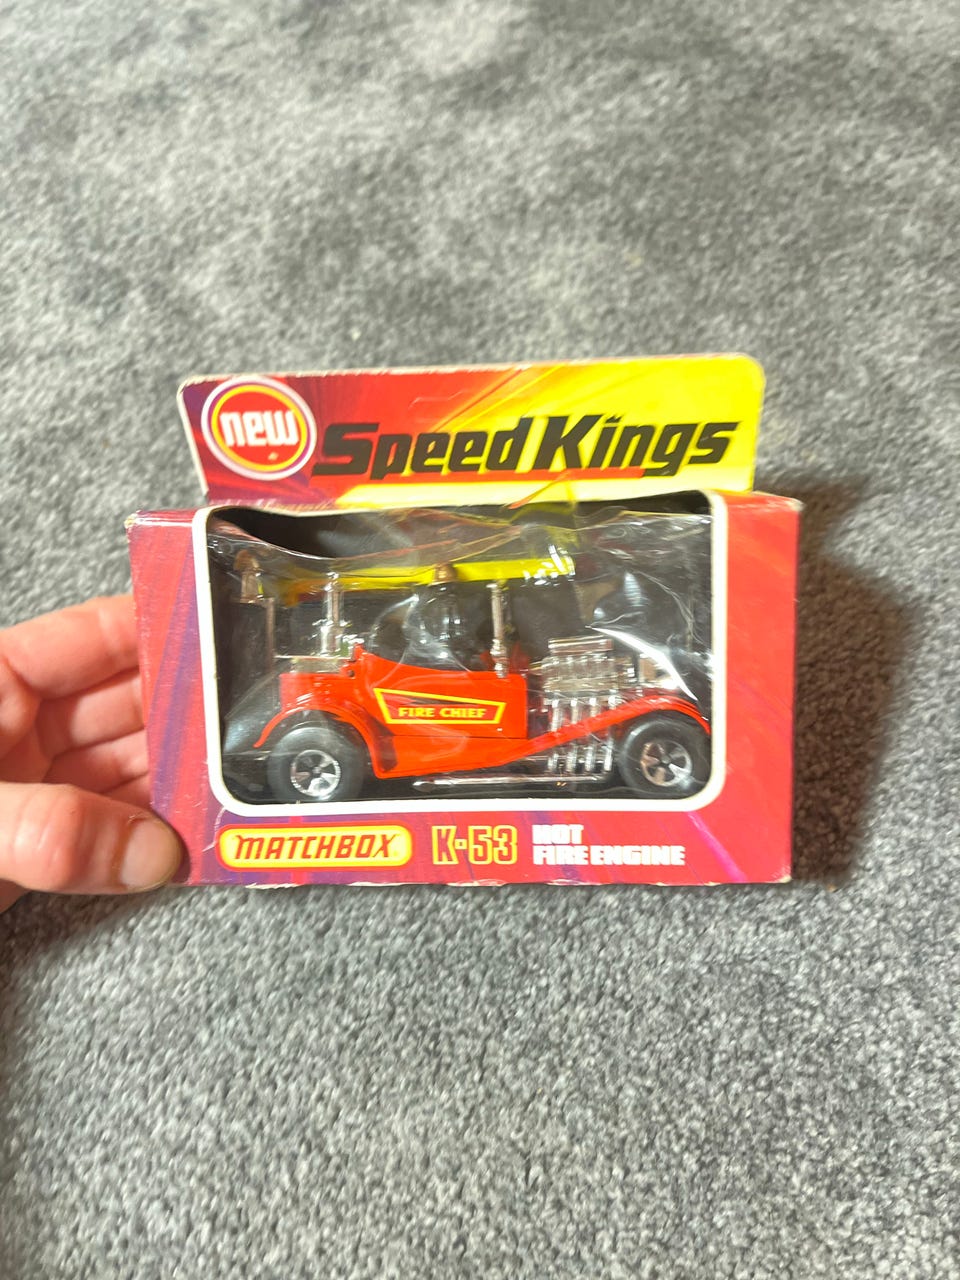 new
Speed Kings
FIRE CHIEF
MATCHBOX K-53 HOT
FIRE ENGINE